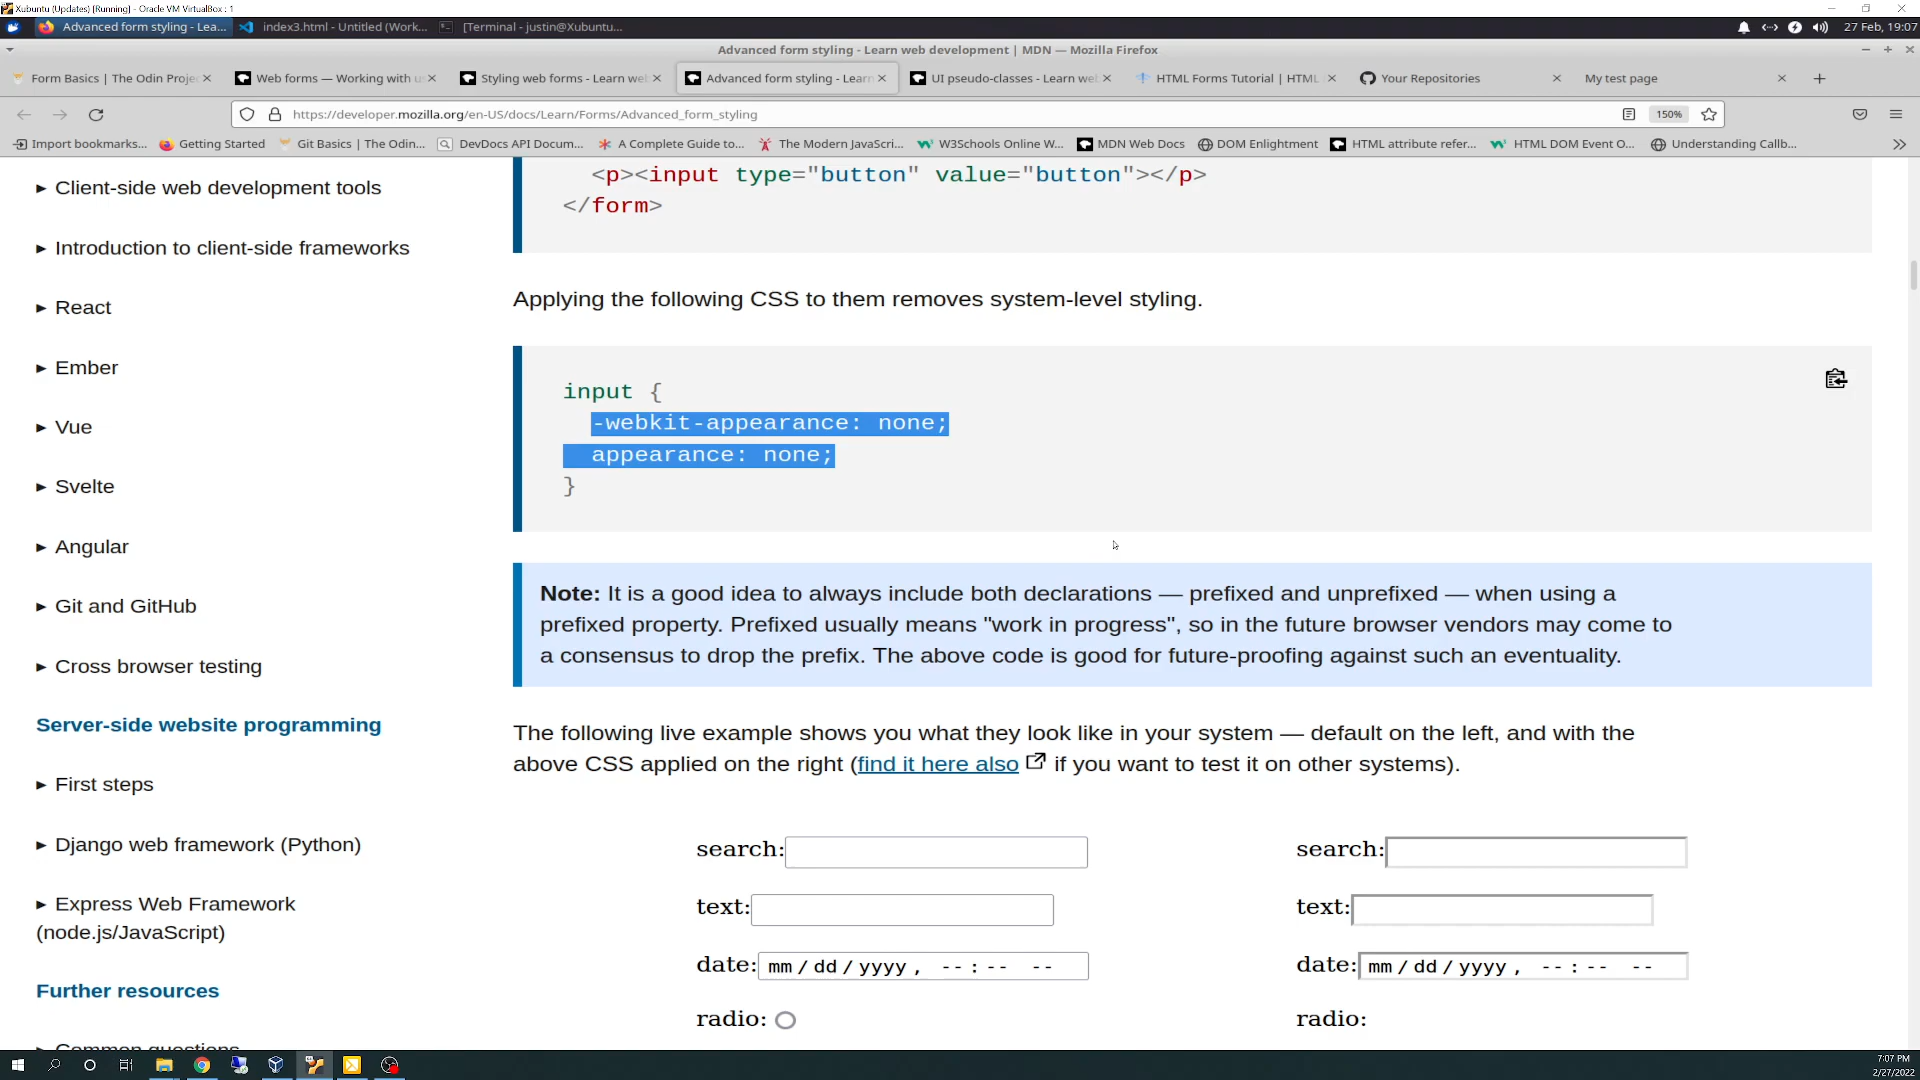 Xubuntu (Updates) [Running] - Oracle VM VirtualBox : 1
Advanced form styling - Lea...
index3.html - Untitled (Work...
[Terminal - justin@Xubuntu...
27 Feb, 19:07
Advanced form styling - Learn web development | MDN — Mozilla Firefox
Form Basics | The Odin Proje
Web forms — Working with u
Styling web forms - Learn we
Advanced form styling - Learn
UI pseudo-classes - Learn we
HTML Forms Tutorial | HTML
Your Repositories
My test page
https://developer.mozilla.org/en-US/docs/Learn/Forms/Advanced_form_styling
150%
Import bookmarks...
Getting Started
Git Basics | The Odin...
DevDocs API Docum...
A Complete Guide to...
The Modern JavaScri...
W3Schools Online W...
MDN Web Docs
DOM Enlightment
HTML attribute refer...
HTML DOM Event O...
Understanding Callb...
Client-side web development tools
Introduction to client-side frameworks
React
Ember
Vue
Svelte
Angular
Git and GitHub
Cross browser testing
Server-side website programming
First steps
Django web framework (Python)
Express Web Framework
(node.js/JavaScript)
Further resources
Common questions
<p><input type="button" value="button"></p>
</form>
Applying the following CSS to them removes system-level styling.
input {
-webkit-appearance: none;
appearance: none;
}
Note: It is a good idea to always include both declarations — prefixed and unprefixed — when using a
prefixed property. Prefixed usually means "work in progress", so in the future browser vendors may come to
a consensus to drop the prefix. The above code is good for future-proofing against such an eventuality.
The following live example shows you what they look like in your system — default on the left, and with the
above CSS applied on the right (find it here also if you want to test it on other systems).
search:
search:
text:
text:
date: mm/dd/yyyy, --:-- --
date: mm/dd/yyyy, --:-- --
radio:
radio:
7:07 PM
2/27/2022